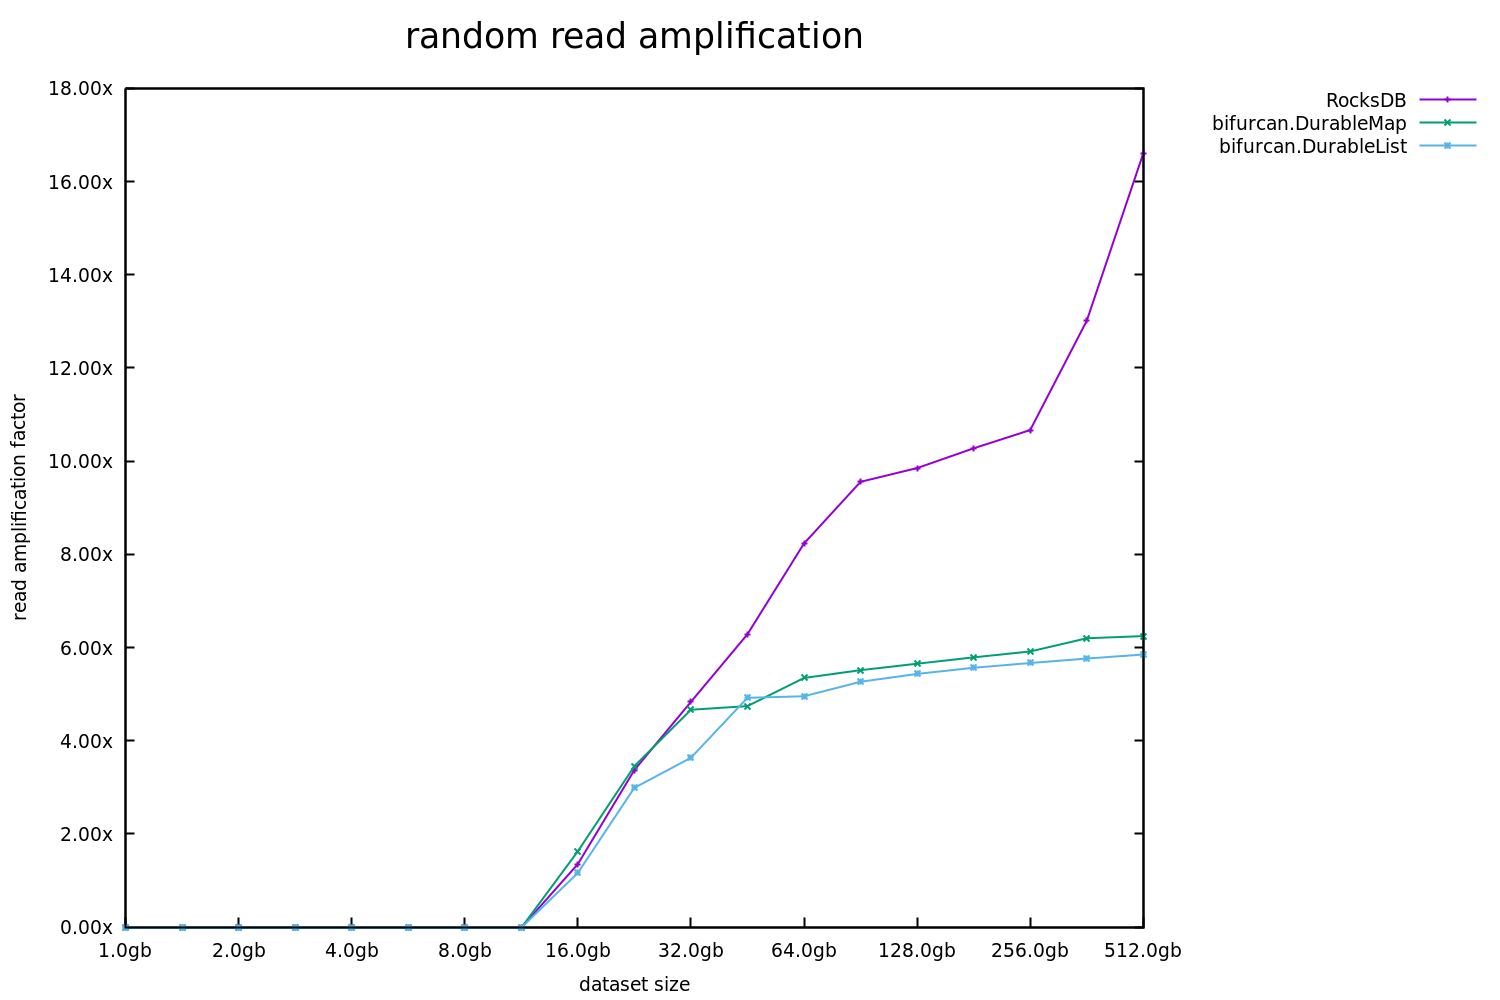 random read amplification
18.00x
16.00x
14.00x
12.00x
10.00x
8.00x
6.00x
4.00x
2.00x
0.00x
read amplification factor
1.0gb 2.0gb 4.0gb 8.0gb 16.0gb 32.0gb 64.0gb 128.0gb 256.0gb 512.0gb
dataset size
RocksDB
bifurcan.DurableMap
bifurcan.DurableList